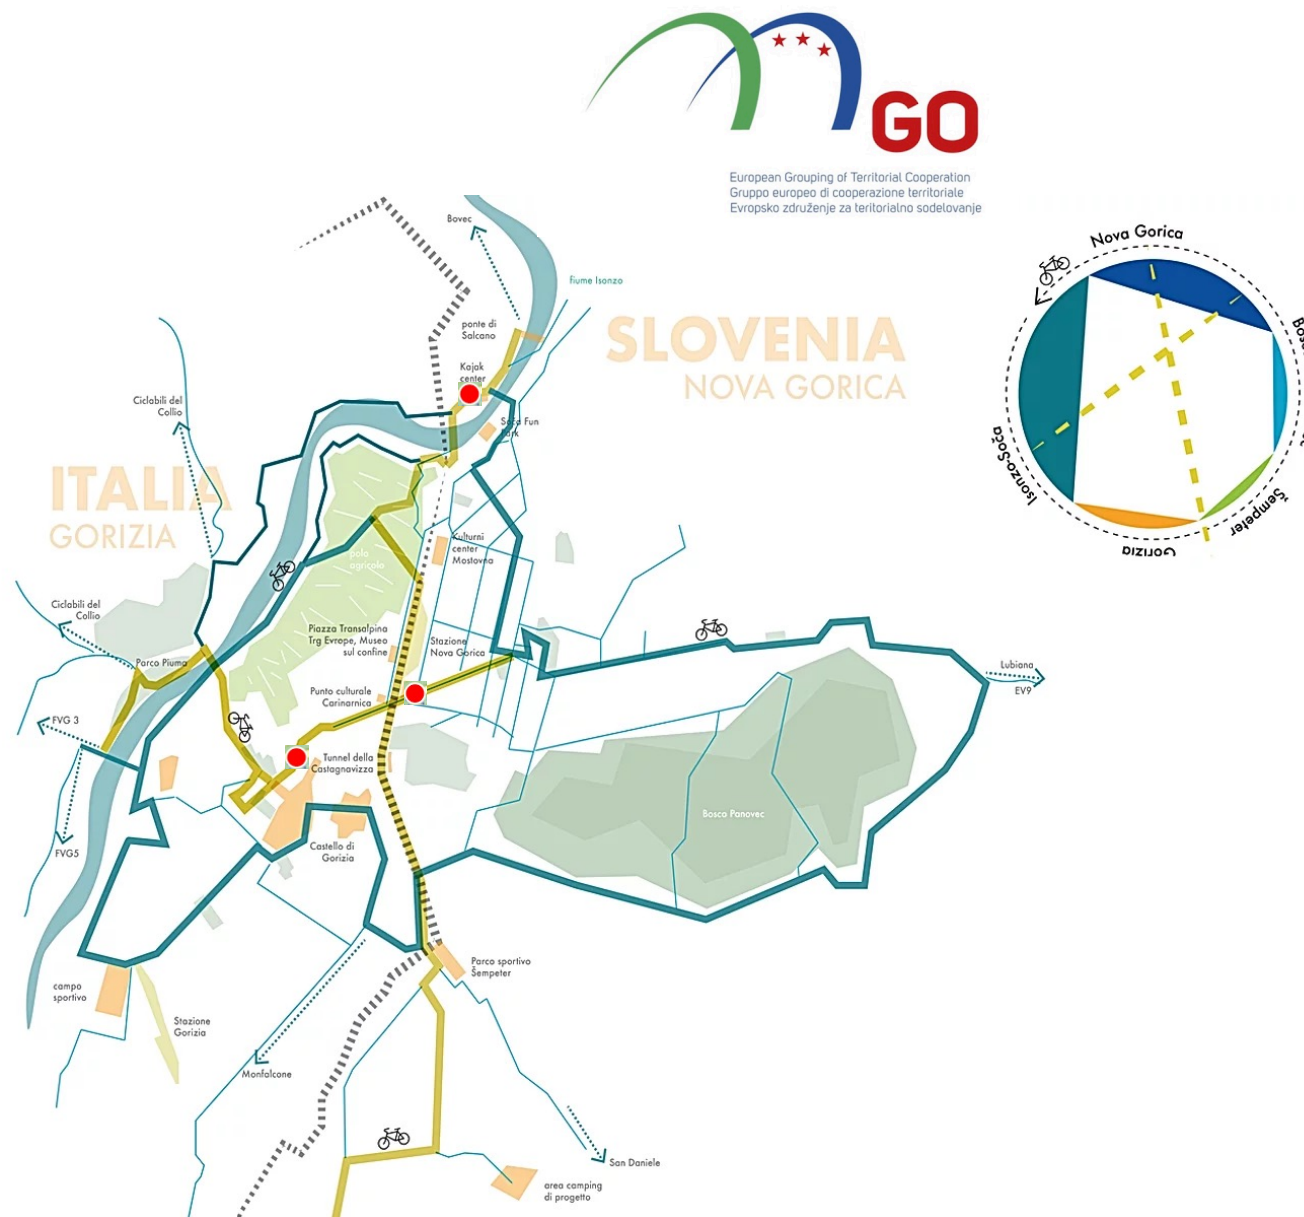 GO
European Grouping of Territorial Cooperation
Gruppo europeo di cooperazione territoriale
Evropsko združenje za teritorialno sodelovanje
Bovec
Fiume Isonzo
ponte di
Salcano
SLOVENIA
NOVA GORICA
Kajak
center
Soča Fun
Park
Ciclabili del
Collio
ITALIA
GORIZIA
Kulturni
center
Mostovna
polo
agricolo
Ciclabili del
Collio
Piazza Transalpina
Trg Evrope, Museo
sul confine
Stazione
Nova Gorica
Parco Piuma
Lubiana
EV9
Punto culturale
Carinarnica
FVG 3
Tunnel della
Castagnavizza
Bosco Panovec
FVG5
Castello di
Gorizia
Parco sportivo
Šempeter
campo
sportivo
Stazione
Gorizia
Monfalcone
San Daniele
area camping
di progetto
Nova Gorica
Isonzo-Soča
Šempeter
Gorizia